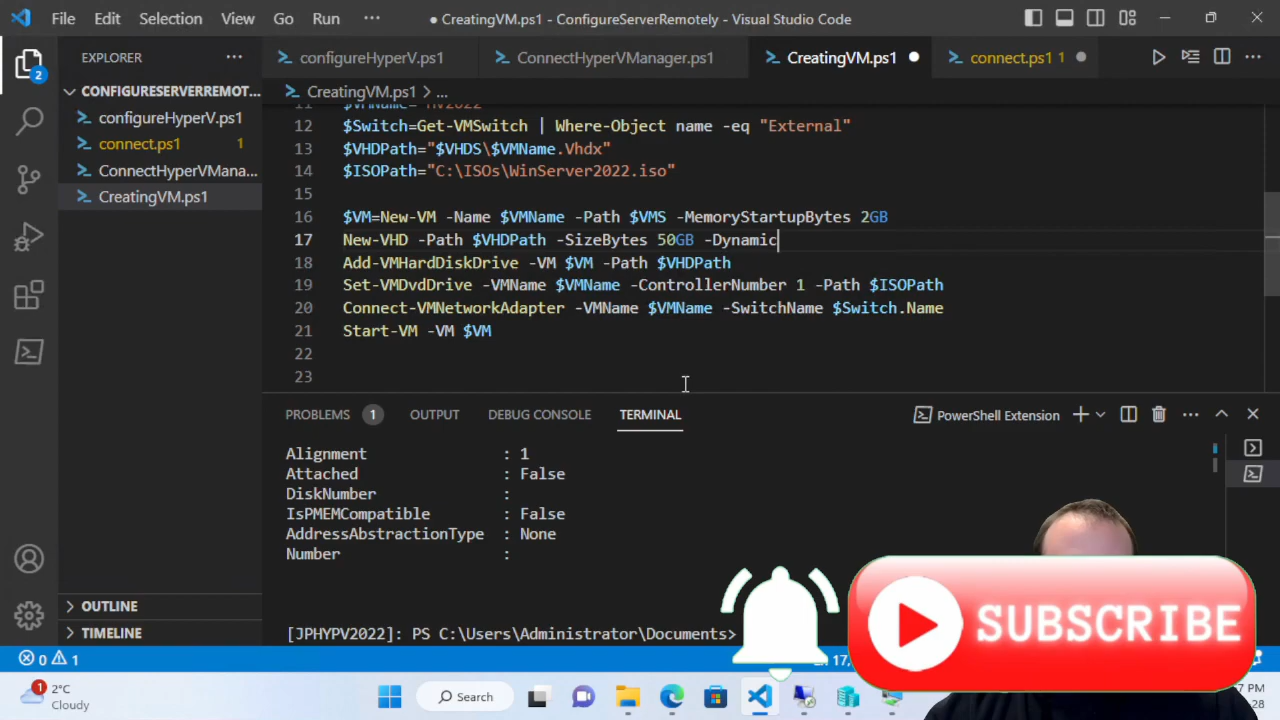 File Edit Selection View Go Run ··· ● CreatingVM.ps1 - ConfigureServerRemotely - Visual Studio Code
EXPLORER ···
configureHyperV.ps1 ConnectHyperVManager.ps1 CreatingVM.ps1 ● connect.ps1 1 ●
CONFIGURESERVERREMOT...
CreatingVM.ps1 > ...
configureHyperV.ps1
connect.ps1 1
ConnectHyperVMana...
CreatingVM.ps1
12 $Switch=Get-VMSwitch | Where-Object name -eq "External"
13 $VHDPath="$VHDS\$VMName.Vhdx"
14 $ISOPath="C:\ISOs\WinServer2022.iso"
15
16 $VM=New-VM -Name $VMName -Path $VMS -MemoryStartupBytes 2GB
17 New-VHD -Path $VHDPath -SizeBytes 50GB -Dynamic
18 Add-VMHardDiskDrive -VM $VM -Path $VHDPath
19 Set-VMDvdDrive -VMName $VMName -ControllerNumber 1 -Path $ISOPath
20 Connect-VMNetworkAdapter -VMName $VMName -SwitchName $Switch.Name
21 Start-VM -VM $VM
22
23
PROBLEMS 1 OUTPUT DEBUG CONSOLE TERMINAL PowerShell Extension
Alignment : 1
Attached : False
DiskNumber :
IsPMEMCompatible : False
AddressAbstractionType : None
Number :
[JPHYPV2022]: PS C:\Users\Administrator\Documents>
OUTLINE
TIMELINE
2
SUBSCRIBE
0 1
Ln 17,
1
2°C
Cloudy
Search
7 PM
-28